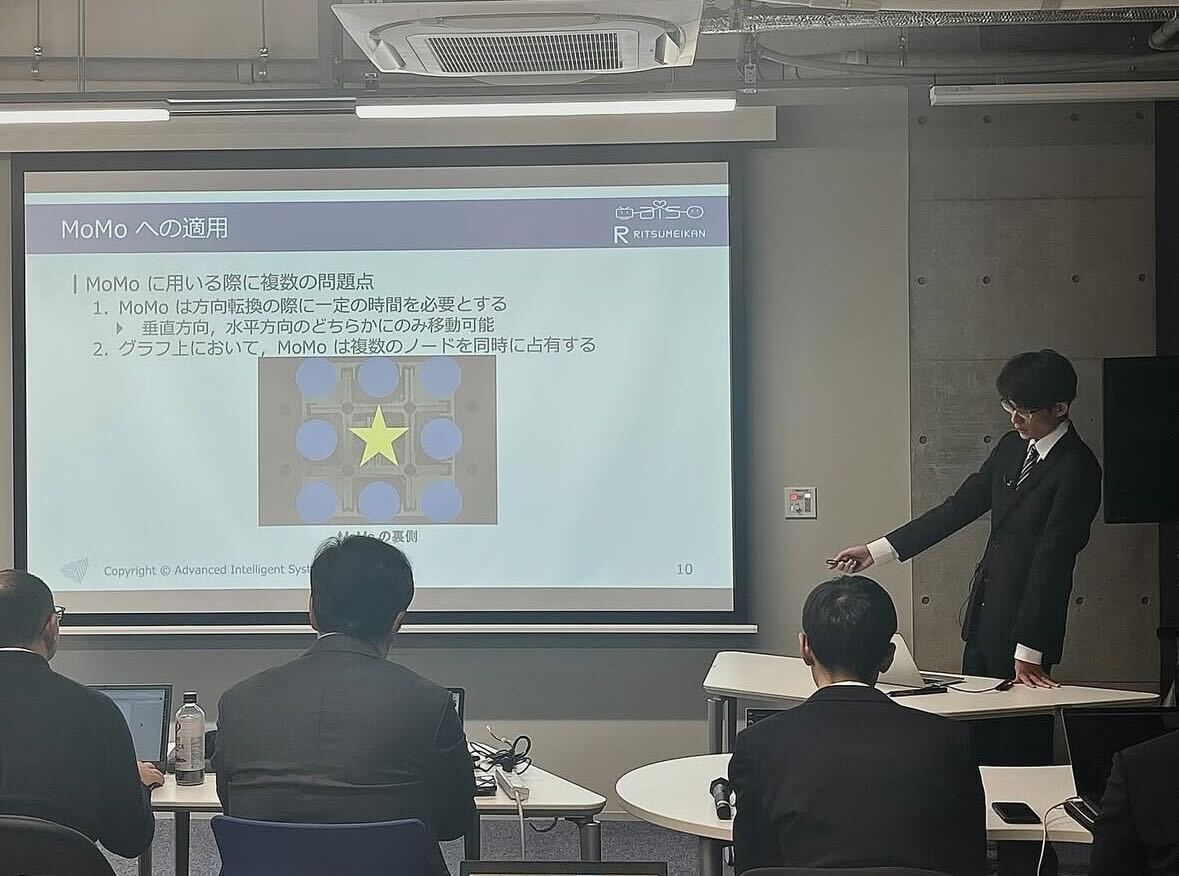 MoMo への適用
aiso
R RITSUMEIKAN
MoMo に用いる際に複数の問題点
1. MoMo は方向転換の際に一定の時間を必要とする
垂直方向，水平方向のどちらかにのみ移動可能
2. グラフ上において，MoMo は複数のノードを同時に占有する
MoMo の裏側
Copyright © Advanced Intelligent Syst
10